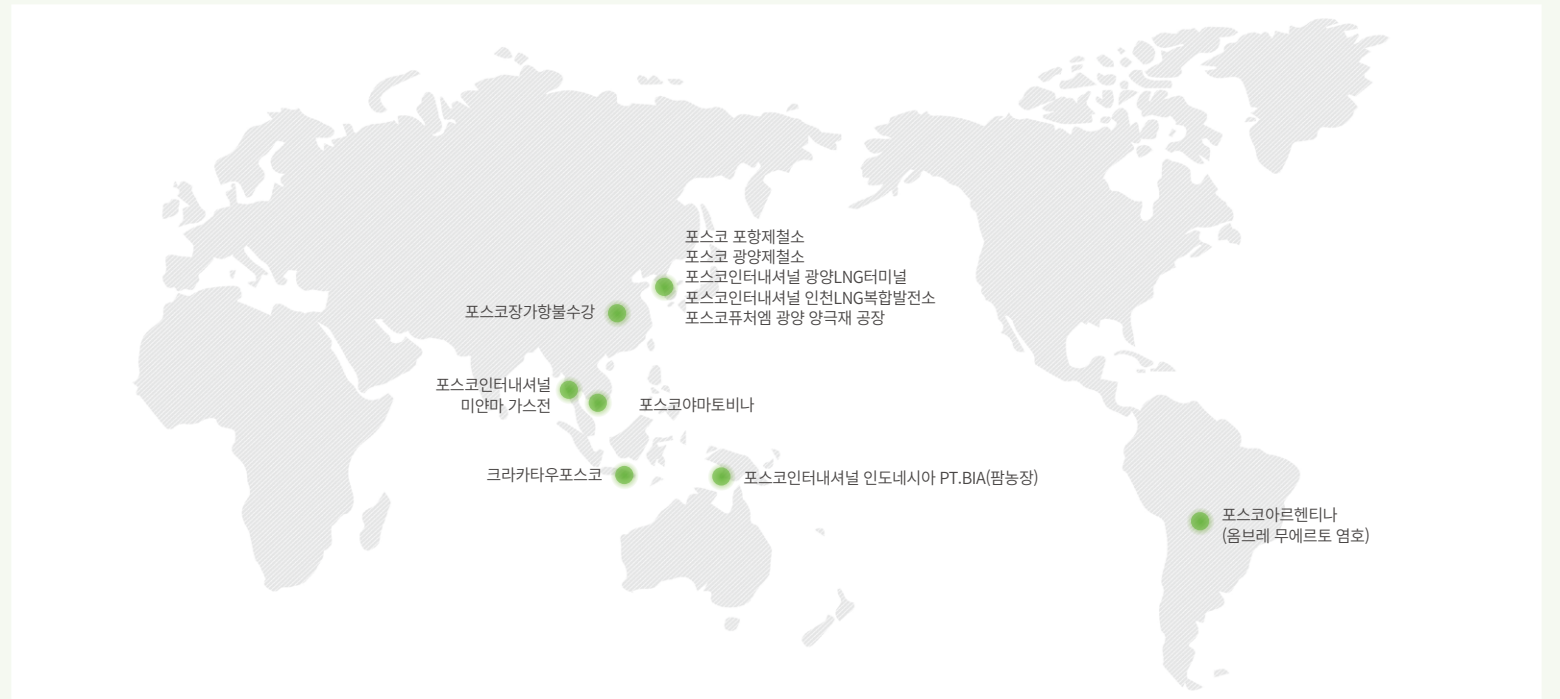 포스코 포항제철소
포스코 광양제철소
포스코인터내셔널 광양LNG터미널
포스코인터내셔널 인천LNG복합발전소
포스코퓨처엠 광양 양극재 공장
포스코장가항불수강
포스코인터내셔널
미얀마 가스전
포스코야마토비나
크라카타우포스코
포스코인터내셔널 인도네시아 PT.BIA(팜농장)
포스코아르헨티나
(옴브레 무에르토 염호)